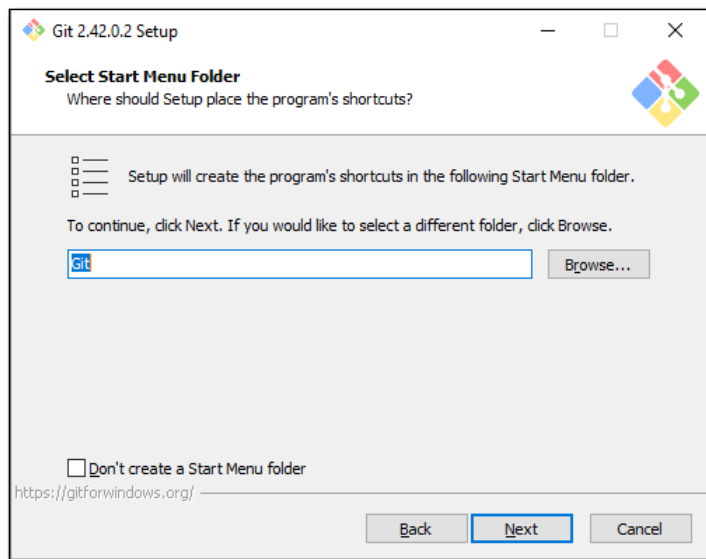 Git 2.42.0.2 Setup
Select Start Menu Folder
Where should Setup place the program's shortcuts?
Setup will create the program's shortcuts in the following Start Menu folder.
To continue, click Next. If you would like to select a different folder, click Browse.
Git
Browse...
Don't create a Start Menu folder
https://gitforwindows.org/
Back
Next
Cancel